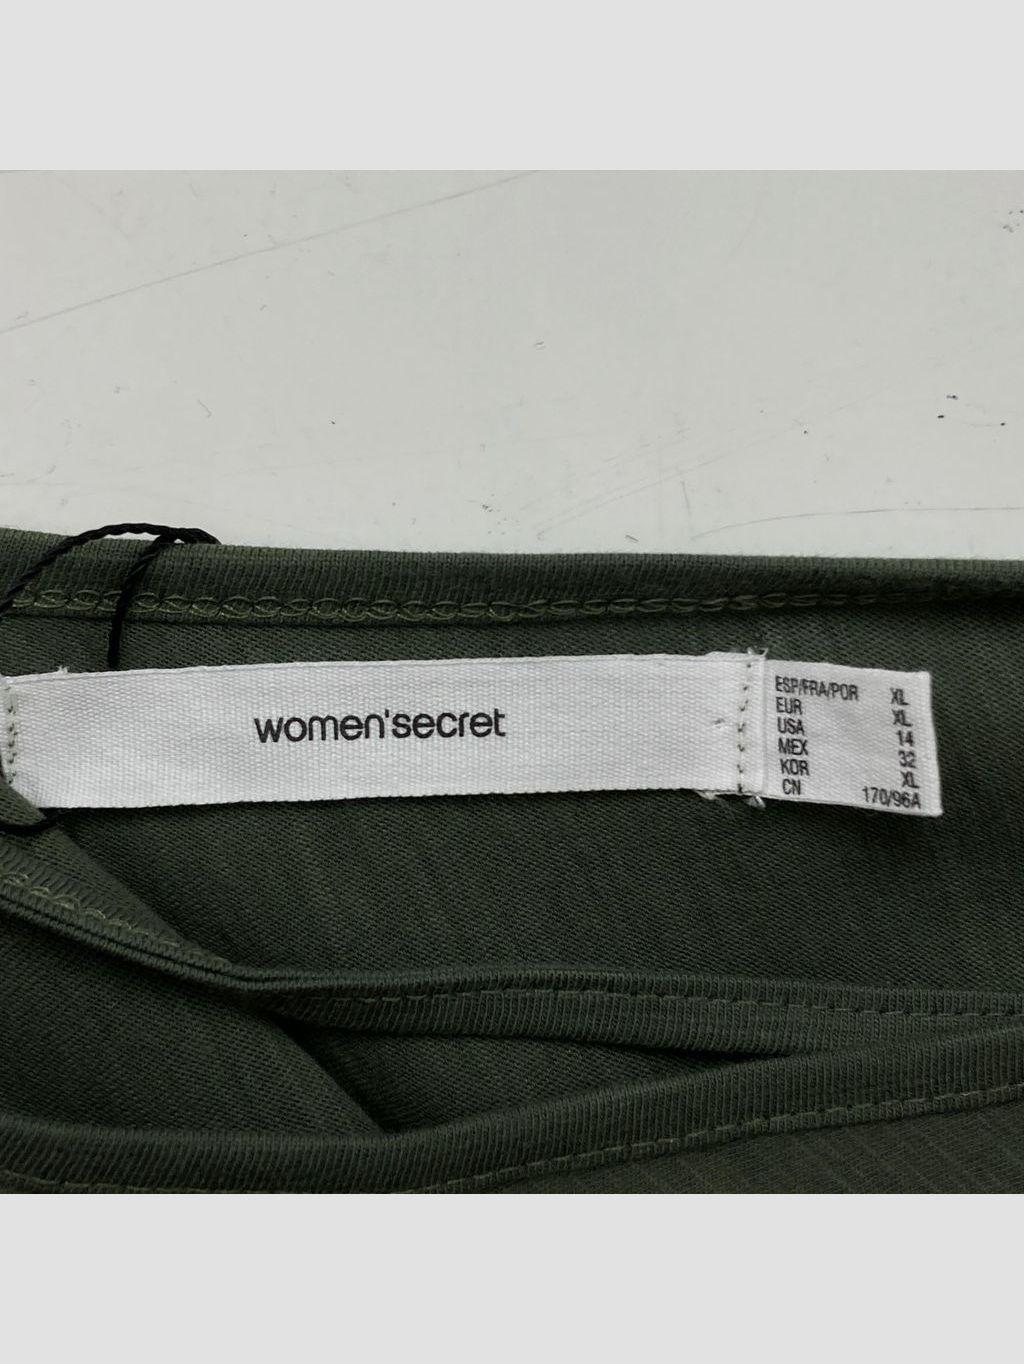 women'secret
ESP/FRA/POR XL
EUR XL
USA 14
MEX 32
KOR XL
CN 170/96A